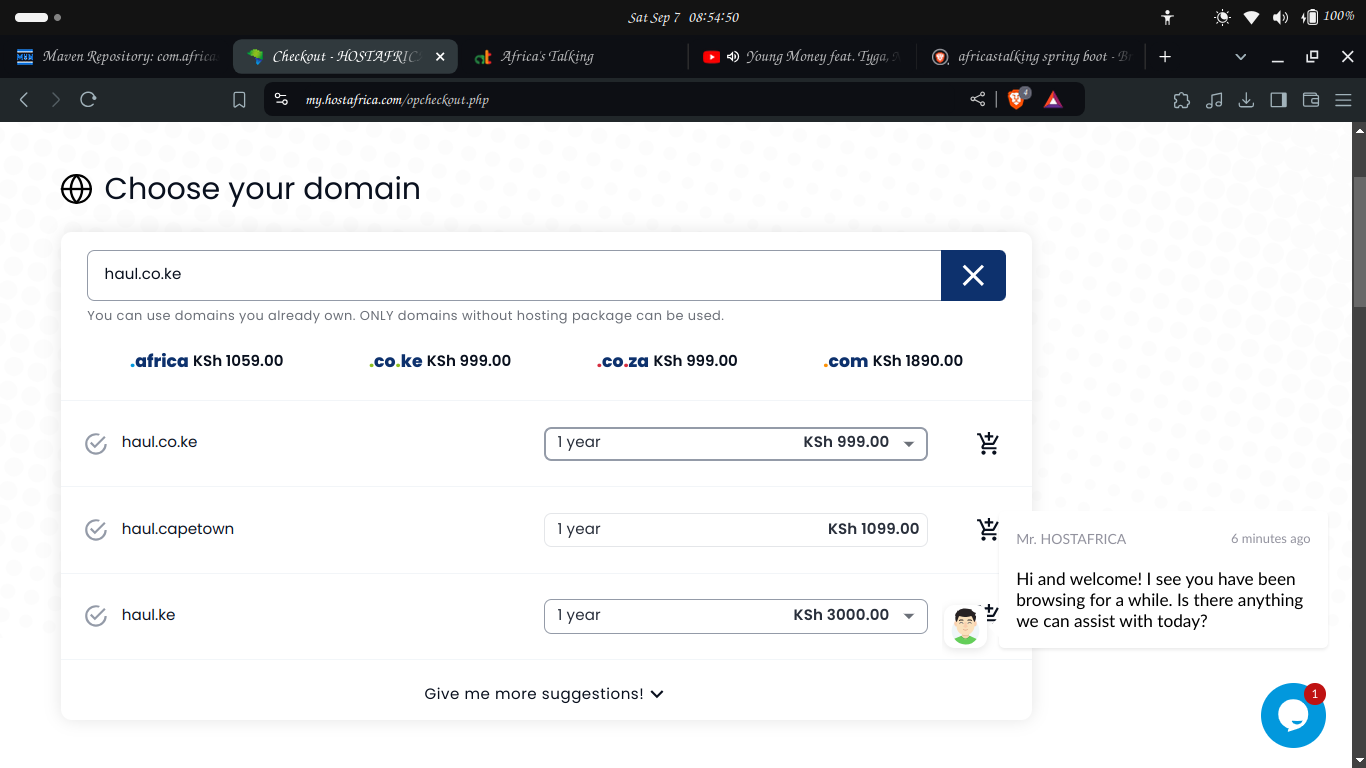 Sat Sep 7 08:54:50
100%
Maven Repository: com.africa
Checkout - HOSTAFRIC
Africa's Talking
Young Money feat. Tyga,
africastalking spring boot - B
my.hostafrica.com/opcheckout.php
4
Choose your domain
haul.co.ke
You can use domains you already own. ONLY domains without hosting package can be used.
.africa KSh 1059.00
.co.ke KSh 999.00
.co.za KSh 999.00
.com KSh 1890.00
haul.co.ke
1 year
KSh 999.00
haul.capetown
1 year
KSh 1099.00
haul.ke
1 year
KSh 3000.00
Give me more suggestions!
Mr. HOSTAFRICA
6 minutes ago
Hi and welcome! I see you have been
browsing for a while. Is there anything
we can assist with today?
1